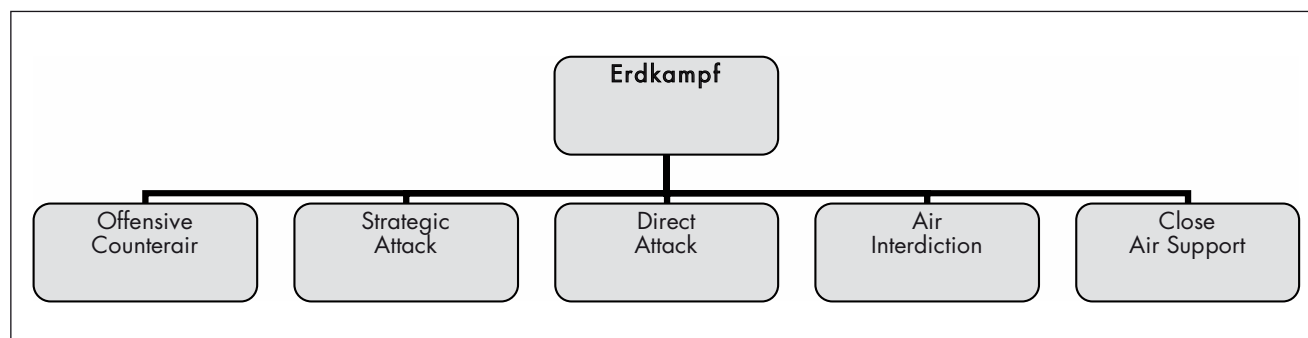 Erdkampf
Offensive
Counterair
Strategic
Attack
Direct
Attack
Air
Interdiction
Close
Air Support